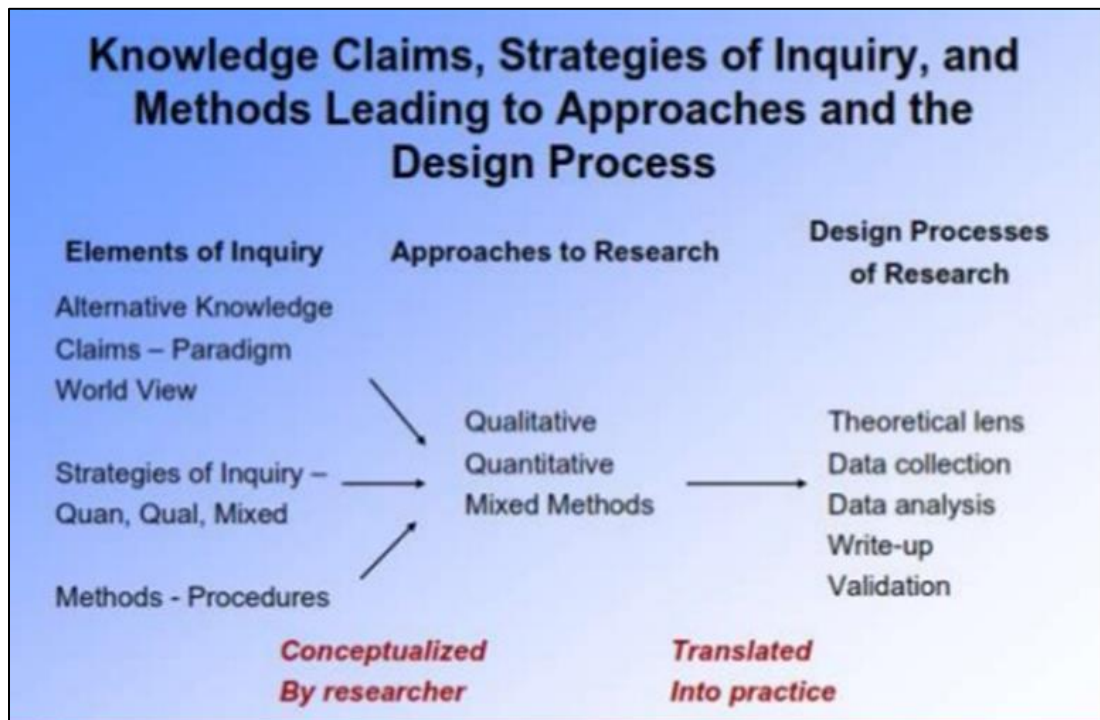 Knowledge Claims, Strategies of Inquiry, and
Methods Leading to Approaches and the
Design Process
Elements of Inquiry
Alternative Knowledge
Claims – Paradigm
World View
Strategies of Inquiry –
Quan, Qual, Mixed
Methods - Procedures
Approaches to Research
Qualitative
Quantitative
Mixed Methods
Design Processes
of Research
Theoretical lens
Data collection
Data analysis
Write-up
Validation
Conceptualized
By researcher
Translated
Into practice